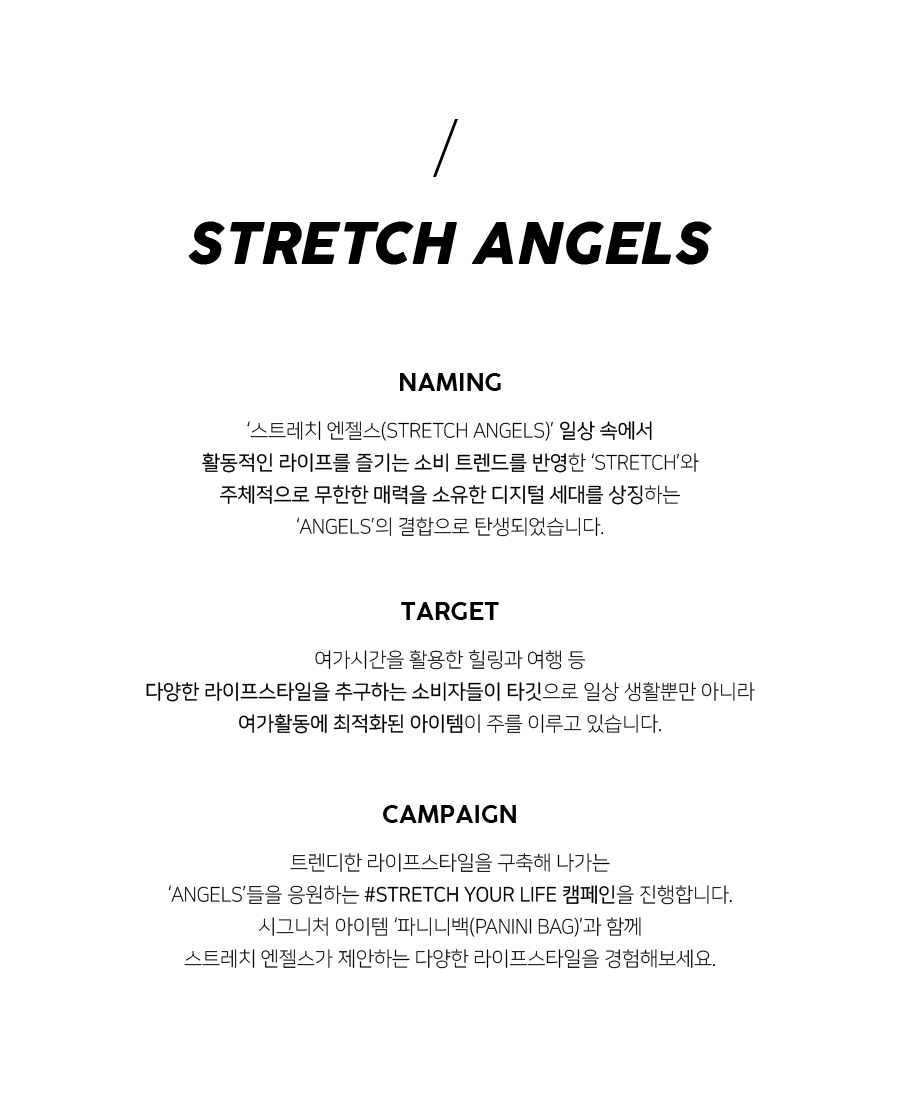 /
STRETCH ANGELS
NAMING
‘스트레치 엔젤스(STRETCH ANGELS)’ 일상 속에서
활동적인 라이프를 즐기는 소비 트렌드를 반영한 ‘STRETCH’와
주체적으로 무한한 매력을 소유한 디지털 세대를 상징하는
‘ANGELS’의 결합으로 탄생되었습니다.
TARGET
여가시간을 활용한 힐링과 여행 등
다양한 라이프스타일을 추구하는 소비자들이 타깃으로 일상 생활뿐만 아니라
여가활동에 최적화된 아이템이 주를 이루고 있습니다.
CAMPAIGN
트렌디한 라이프스타일을 구축해 나가는
‘ANGELS’들을 응원하는 #STRETCH YOUR LIFE 캠페인을 진행합니다.
시그니처 아이템 ‘파니니백(PANINI BAG)’과 함께
스트레치 엔젤스가 제안하는 다양한 라이프스타일을 경험해보세요.